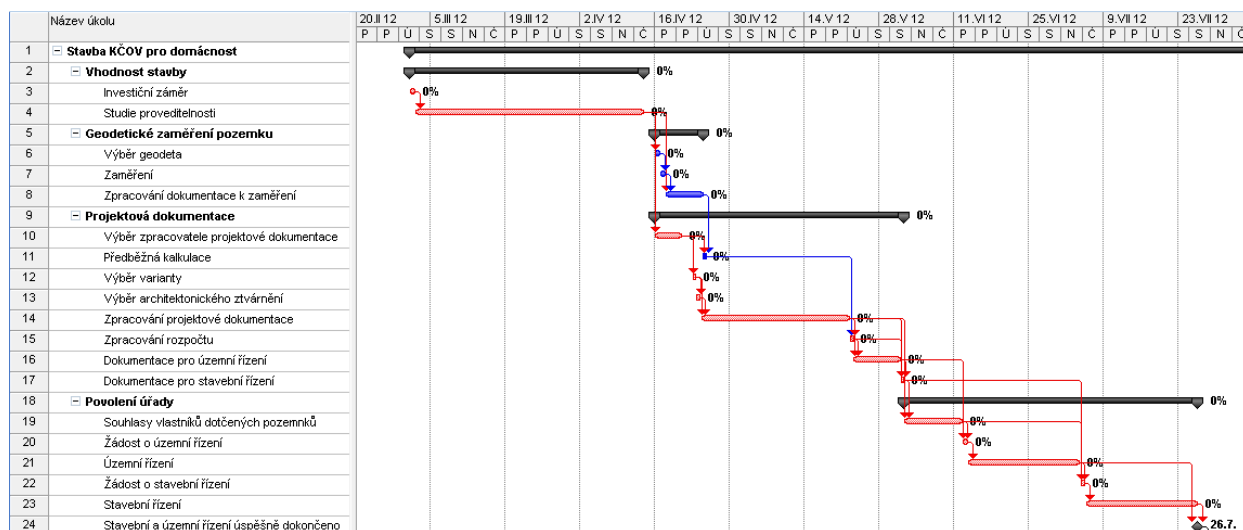 Název úkolu 20.II 12 5.III 12 19.III 12 2.IV 12 16.IV 12 30.IV 12 14.V 12 28.V 12 11.VI 12 25.VI 12 9.VII 12 23.VII 12
P P Ú S S N Č P P Ú S S N Č P P Ú S S N Č P P Ú S S N Č P P Ú S S N Č P P Ú S S N Č
1 Stavba KČOV pro domácnost
2 Vhodnost stavby 0%
3 Investiční záměr 0%
4 Studie proveditelnosti 0%
5 Geodetické zaměření pozemku 0%
6 Výběr geodeta 0%
7 Zaměření 0%
8 Zpracování dokumentace k zaměření 0%
9 Projektová dokumentace 0%
10 Výběr zpracovatele projektové dokumentace 0%
11 Předběžná kalkulace 0%
12 Výběr varianty 0%
13 Výběr architektonického ztvárnění 0%
14 Zpracování projektové dokumentace 0%
15 Zpracování rozpočtu 0%
16 Dokumentace pro územní řízení 0%
17 Dokumentace pro stavební řízení 0%
18 Povolení úřady 0%
19 Souhlasy vlastníků dotčených pozemnků 0%
20 Žádost o územní řízení 0%
21 Územní řízení 0%
22 Žádost o stavební řízení 0%
23 Stavební řízení 0%
24 Stavební a územní řízení úspěšně dokončeno 26.7.